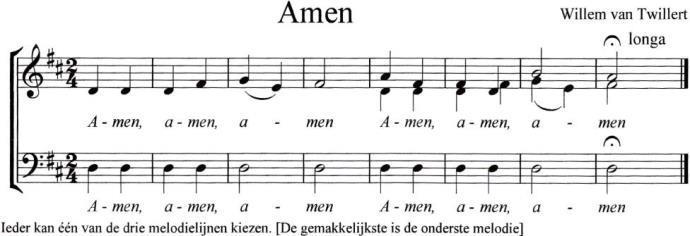 Amen
Willem van Twillert
longa
A - men, a - men, a - men A - men, a - men, a - men
A - men, a - men, a - men A - men, a - men, a - men
Ieder kan één van de drie melodielijnen kiezen. [De gemakkelijkste is de onderste melodie]